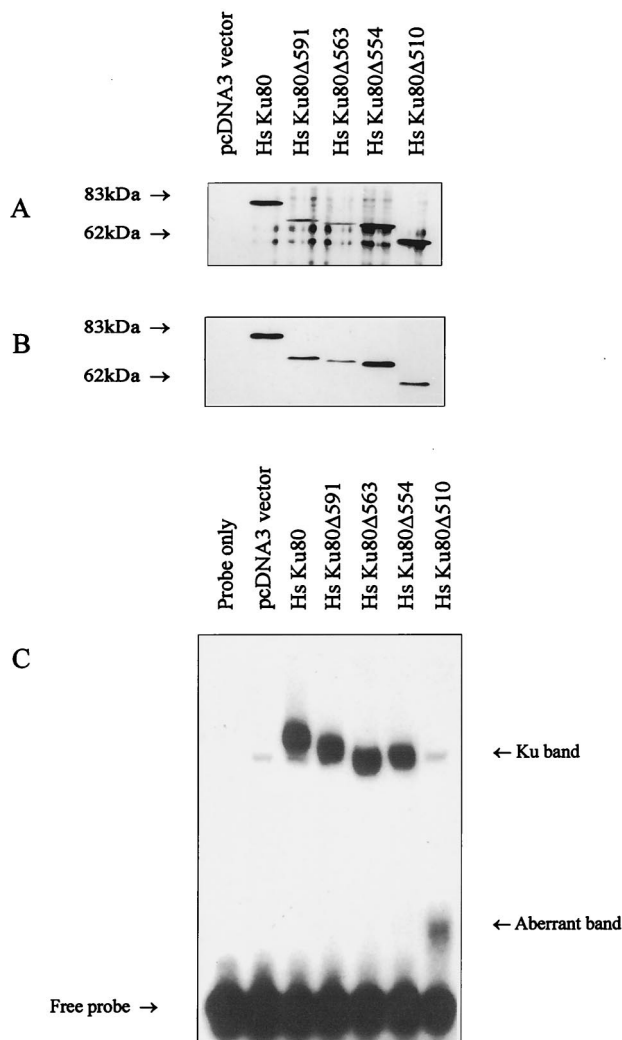 pcDNA3 vector
Hs Ku80
Hs Ku80Δ591
Hs Ku80Δ563
Hs Ku80Δ554
Hs Ku80Δ510
A
83kDa →
62kDa →
B
83kDa →
62kDa →
Probe only
pcDNA3 vector
Hs Ku80
Hs Ku80Δ591
Hs Ku80Δ563
Hs Ku80Δ554
Hs Ku80Δ510
C
← Ku band
← Aberrant band
Free probe →